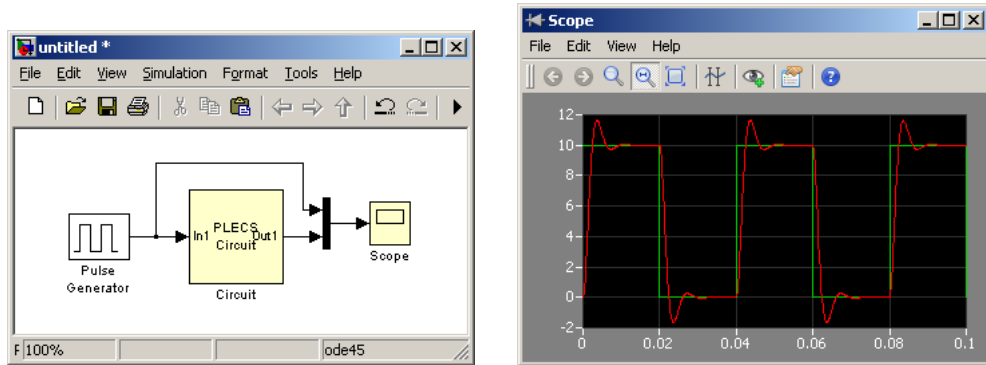 untitled *
File Edit View Simulation Format Tools Help
In1 PLECS Circuit Out1
Pulse Generator
Circuit
Scope
F 100% ode45
Scope
File Edit View Help
12
10
8
6
4
2
0
-2
0 0.02 0.04 0.06 0.08 0.1